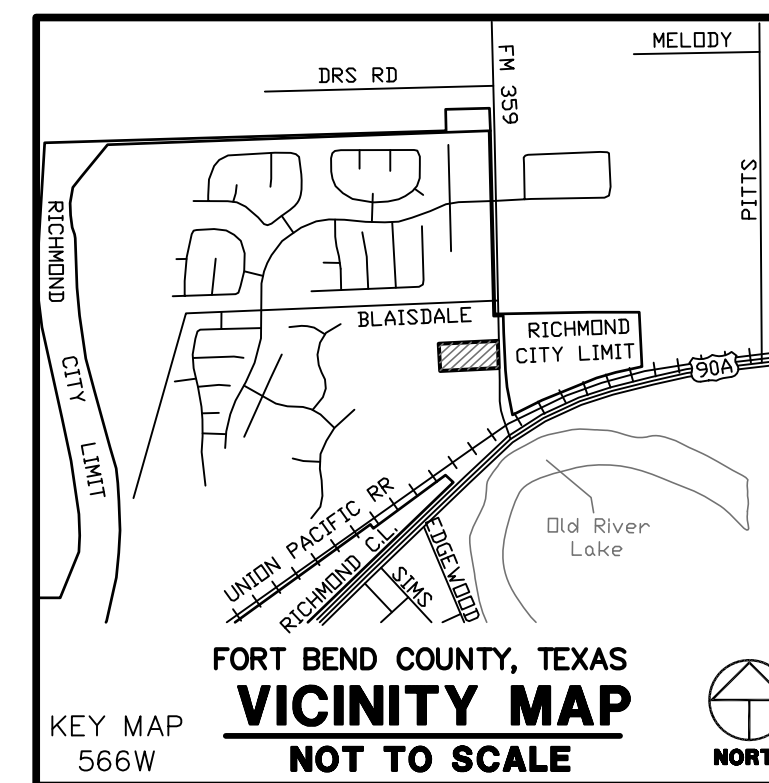 MELODY
DRS RD
FM 359
PITTS
RICHMOND
CITY
LIMIT
BLAISDALE
RICHMOND
CITY LIMIT
90A
UNION PACIFIC RR
RICHMOND C.L.
SIMS
EDGEWOOD
Old River
Lake
FORT BEND COUNTY, TEXAS
VICINITY MAP
NOT TO SCALE
KEY MAP
566W
NORT